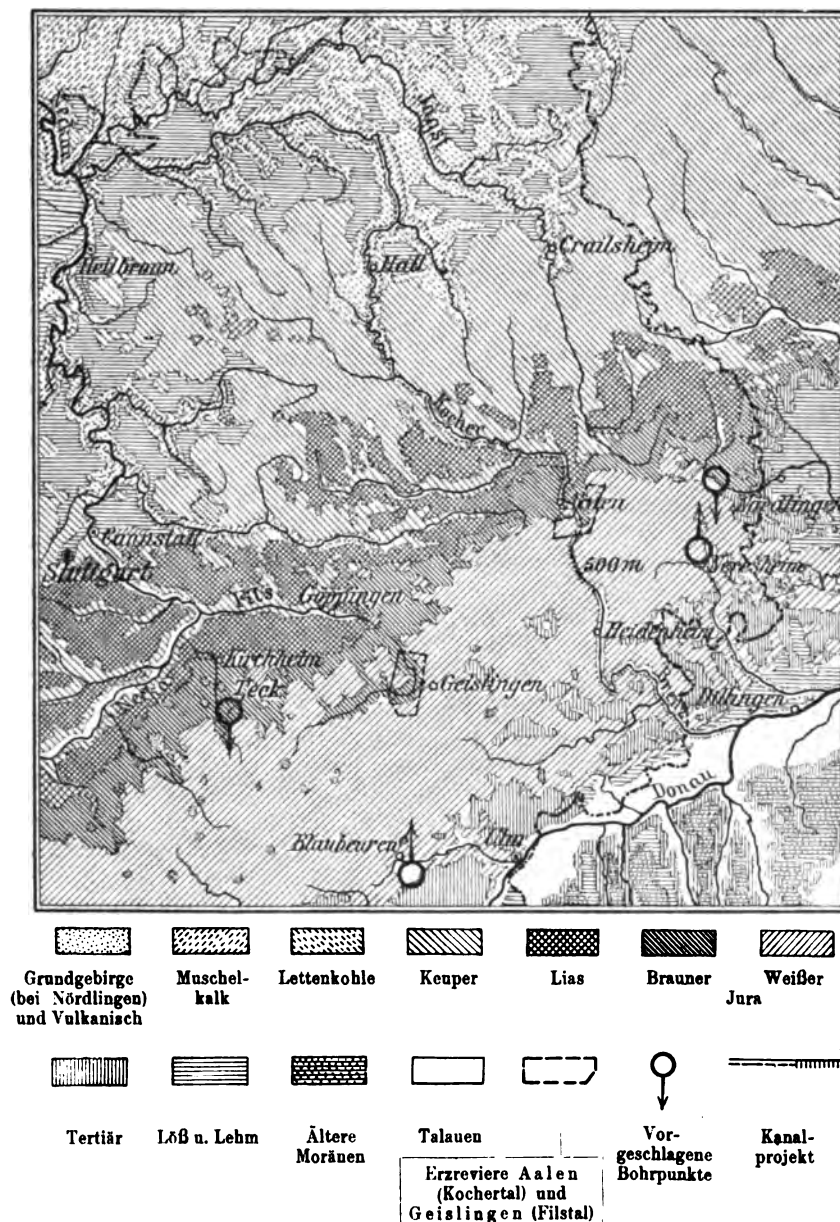 Jagst
Crailsheim
Heilbronn
Hall
Kocher
Aalen
Nördlingen
Cannstatt
Stuttgart
500m
Neresheim
Fils
Göppingen
Heidenheim
Kirchheim
Teck
Geislingen
Dillingen
Neckar
Donau
Blaubeuren
Ulm
Grundgebirge
(bei Nördlingen)
und Vulkanisch
Muschel-
kalk
Lettenkohle
Keuper
Lias
Brauner
Weißer
Jura
Tertiär
Löß u. Lehm
Ältere
Moränen
Talauen
Vor-
geschlagene
Bohrpunkte
Kanal-
projekt
Erzreviere Aalen
(Kochertal) und
Geislingen (Filstal)